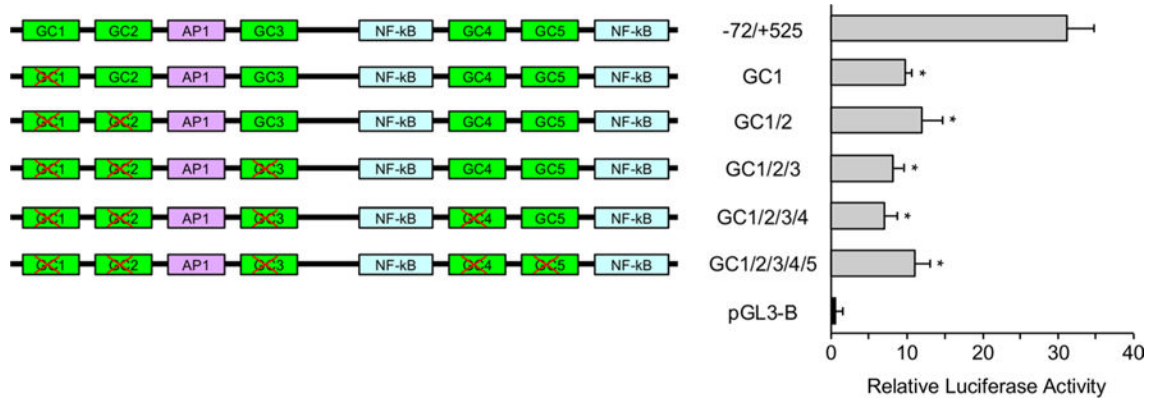 GC1 GC2 AP1 GC3 NF-kB GC4 GC5 NF-kB -72/+525
GC1 GC2 AP1 GC3 NF-kB GC4 GC5 NF-kB GC1 *
GC1 GC2 AP1 GC3 NF-kB GC4 GC5 NF-kB GC1/2 *
GC1 GC2 AP1 GC3 NF-kB GC4 GC5 NF-kB GC1/2/3 *
GC1 GC2 AP1 GC3 NF-kB GC4 GC5 NF-kB GC1/2/3/4 *
GC1 GC2 AP1 GC3 NF-kB GC4 GC5 NF-kB GC1/2/3/4/5 *
pGL3-B
0 10 20 30 40
Relative Luciferase Activity